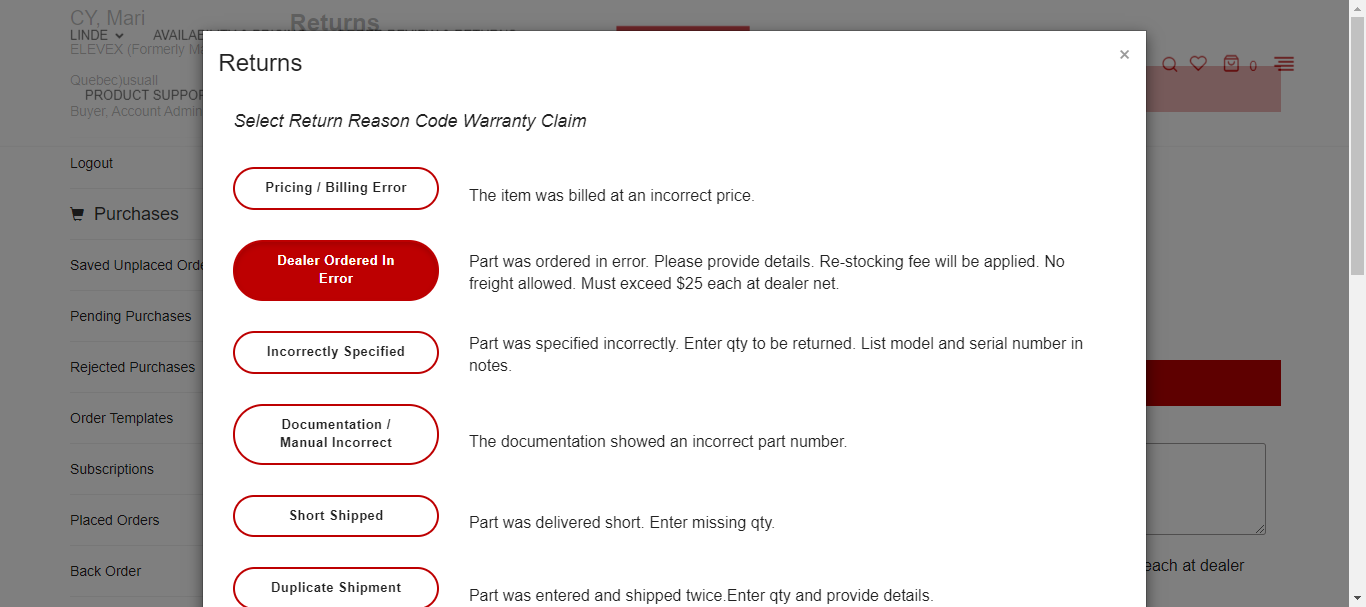 CY, Mari
Returns
LINDE
ELEVEX (Formerly
Quebec)usuall
PRODUCT
Buyer, Account
0
Logout
Purchases
Saved Unplaced
Pending Purchases
Rejected Purchases
Order Templates
Subscriptions
Placed Orders
Back Order
Returns
×
Select Return Reason Code Warranty Claim
Pricing / Billing Error
The item was billed at an incorrect price.
Dealer Ordered In
Error
Part was ordered in error. Please provide details. Re-stocking fee will be applied. No
freight allowed. Must exceed $25 each at dealer net.
Incorrectly Specified
Part was specified incorrectly. Enter qty to be returned. List model and serial number in
notes.
Documentation /
Manual Incorrect
The documentation showed an incorrect part number.
Short Shipped
Part was delivered short. Enter missing qty.
Duplicate Shipment
Part was entered and shipped twice.Enter qty and provide details.
each at dealer